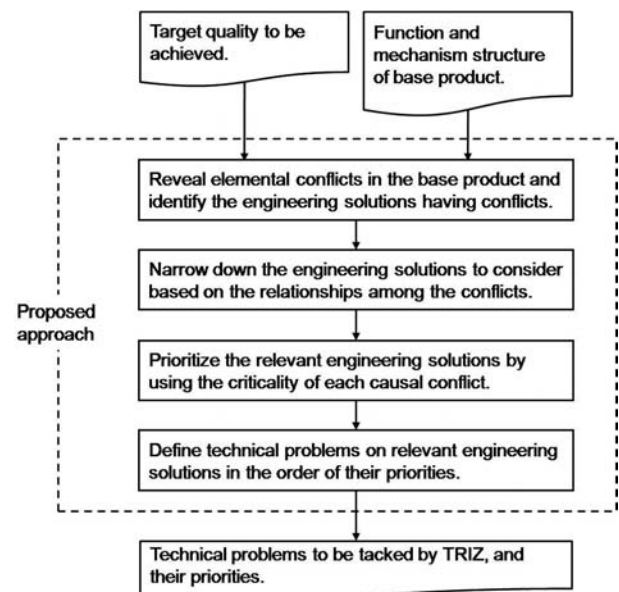 Target quality to be
achieved.
Function and
mechanism structure
of base product.
Reveal elemental conflicts in the base product and
identify the engineering solutions having conflicts.
Narrow down the engineering solutions to consider
based on the relationships among the conflicts.
Proposed
approach
Prioritize the relevant engineering solutions by
using the criticality of each causal conflict.
Define technical problems on relevant engineering
solutions in the order of their priorities.
Technical problems to be tacked by TRIZ, and
their priorities.